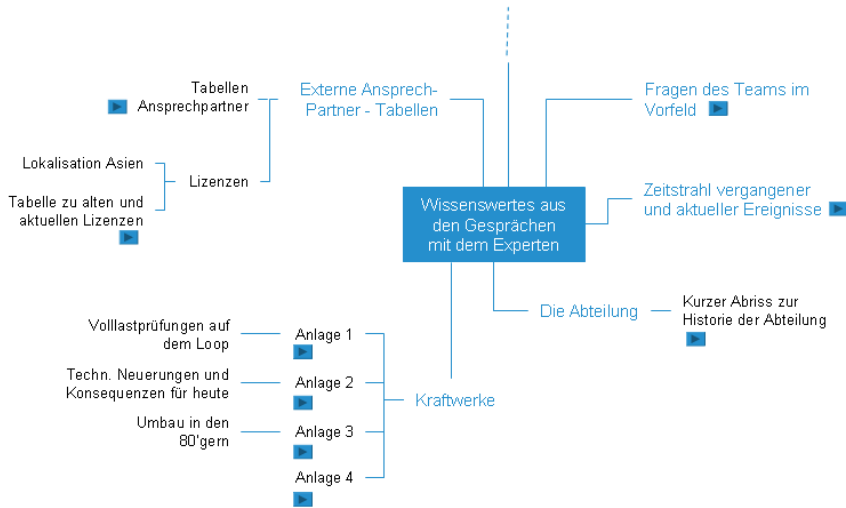 Tabellen
Ansprechpartner
Externe Ansprech-
Partner - Tabellen
Fragen des Teams im
Vorfeld
Lokalisation Asien
Lizenzen
Tabelle zu alten und
aktuellen Lizenzen
Wissenswertes aus
den Gesprächen
mit dem Experten
Zeitstrahl vergangener
und aktueller Ereignisse
Die Abteilung
Kurzer Abriss zur
Historie der Abteilung
Volllastprüfungen auf
dem Loop
Anlage 1
Techn. Neuerungen und
Konsequenzen für heute
Anlage 2
Kraftwerke
Umbau in den
80'gern
Anlage 3
Anlage 4